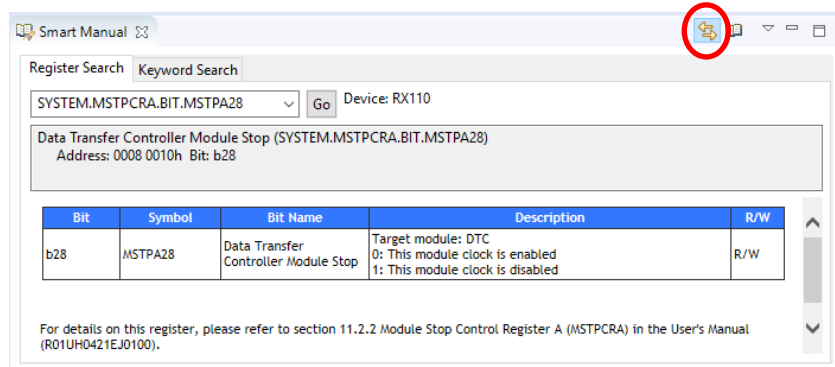 Smart Manual
Register Search Keyword Search
SYSTEM.MSTPCRA.BIT.MSTPA28 Go Device: RX110
Data Transfer Controller Module Stop (SYSTEM.MSTPCRA.BIT.MSTPA28)
Address: 0008 0010h Bit: b28
Bit Symbol Bit Name Description R/W
b28 MSTPA28 Data Transfer Controller Module Stop Target module: DTC
0: This module clock is enabled
1: This module clock is disabled
R/W
For details on this register, please refer to section 11.2.2 Module Stop Control Register A (MSTPCRA) in the User's Manual
(R01UH0421EJ0100).